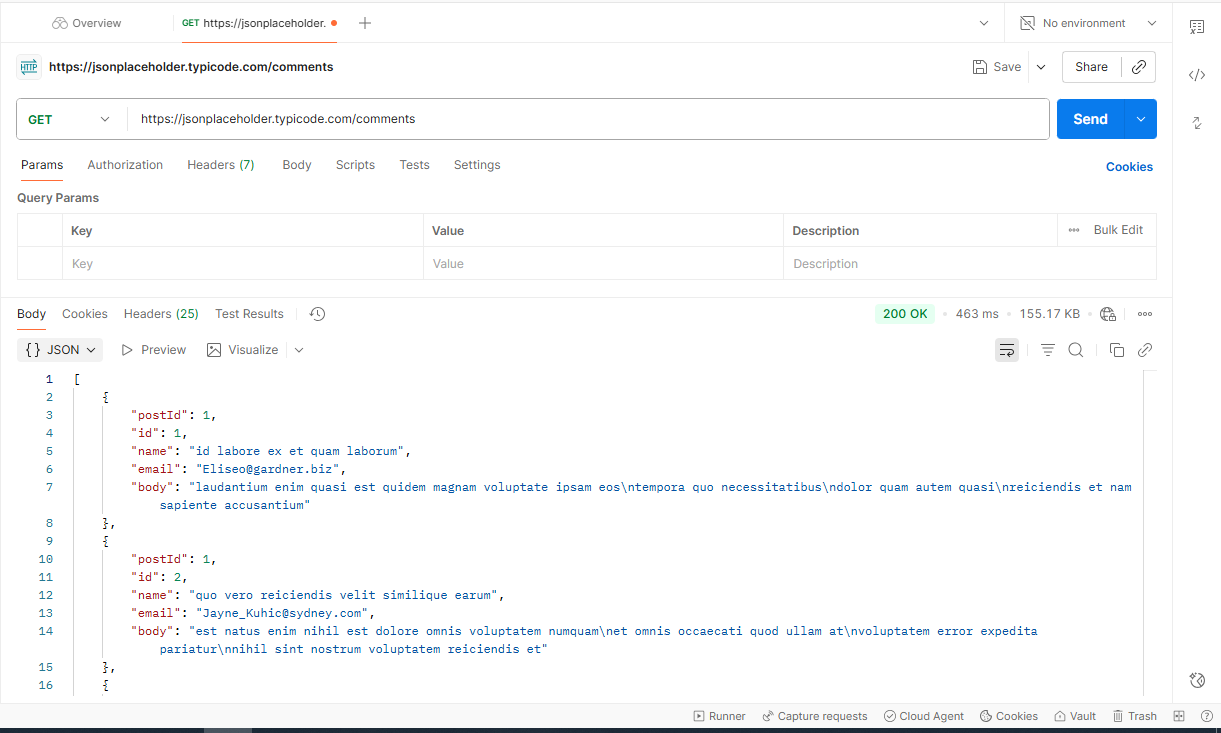 Overview GET https://jsonplaceholder. No environment
HTTP https://jsonplaceholder.typicode.com/comments Save Share
GET https://jsonplaceholder.typicode.com/comments Send
Params Authorization Headers (7) Body Scripts Tests Settings Cookies
Query Params
Key Value Description Bulk Edit
Key Value Description
Body Cookies Headers (25) Test Results 200 OK 463 ms 155.17 KB
{} JSON Preview Visualize
1 [
2 {
3 "postId": 1,
4 "id": 1,
5 "name": "id labore ex et quam laborum",
6 "email": "Eliseo@gardner.biz",
7 "body": "laudantium enim quasi est quidem magnam voluptate ipsam eos\ntempora quo necessitatibus\ndolor quam autem quasi\nreiciendis et nam
sapiente accusantium"
8 },
9 {
10 "postId": 1,
11 "id": 2,
12 "name": "quo vero reiciendis velit similique earum",
13 "email": "Jayne_Kuhic@sydney.com",
14 "body": "est natus enim nihil est dolore omnis voluptatem numquam\net omnis occaecati quod ullam at\nvoluptatem error expedita
pariatur\nnihil sint nostrum voluptatem reiciendis et"
15 },
16 {
Runner Capture requests Cloud Agent Cookies Vault Trash